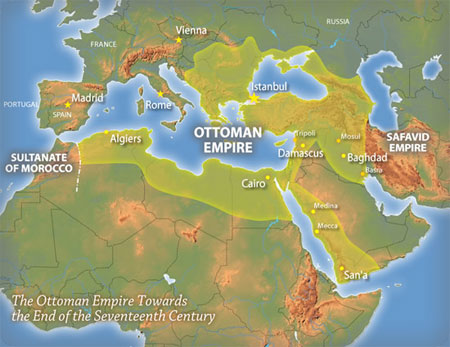 RUSSIA
Vienna
FRANCE
PORTUGAL
Madrid
SPAIN
Rome
Istanbul
Algiers
OTTOMAN
EMPIRE
Tripoli
Mosul
SAFAVID
EMPIRE
Damascus
Baghdad
SULTANATE
OF MOROCCO
Basra
Cairo
Medina
Mecca
San'a
The Ottoman Empire Towards
the End of the Seventeenth Century